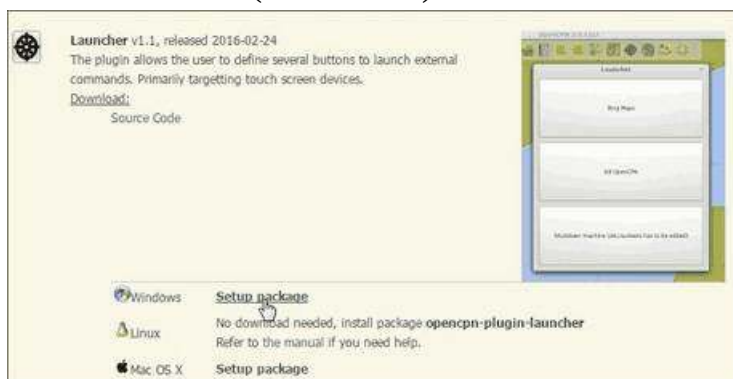 Launcher v1.1, released 2016-02-24
The plugin allows the user to define several buttons to launch external
commands. Primarily targetting touch screen devices.
Download:
Source Code
Launcher
Bing Maps
Kill OpenCPN
Windows Setup package
Linux No download needed, install package opencpn-plugin-launcher
Refer to the manual if you need help.
Mac OS X Setup package